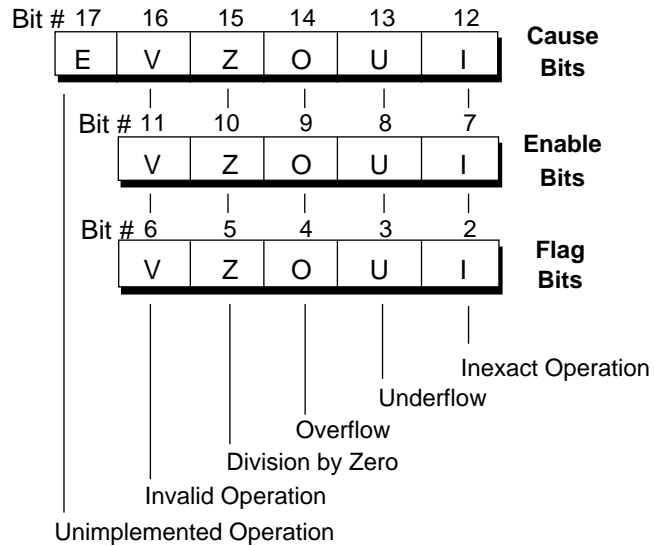 Bit # 17 16 15 14 13 12
E V Z O U I
Cause
Bits
Bit # 11 10 9 8 7
V Z O U I
Enable
Bits
Bit # 6 5 4 3 2
V Z O U I
Flag
Bits
Inexact Operation
Underflow
Overflow
Division by Zero
Invalid Operation
Unimplemented Operation